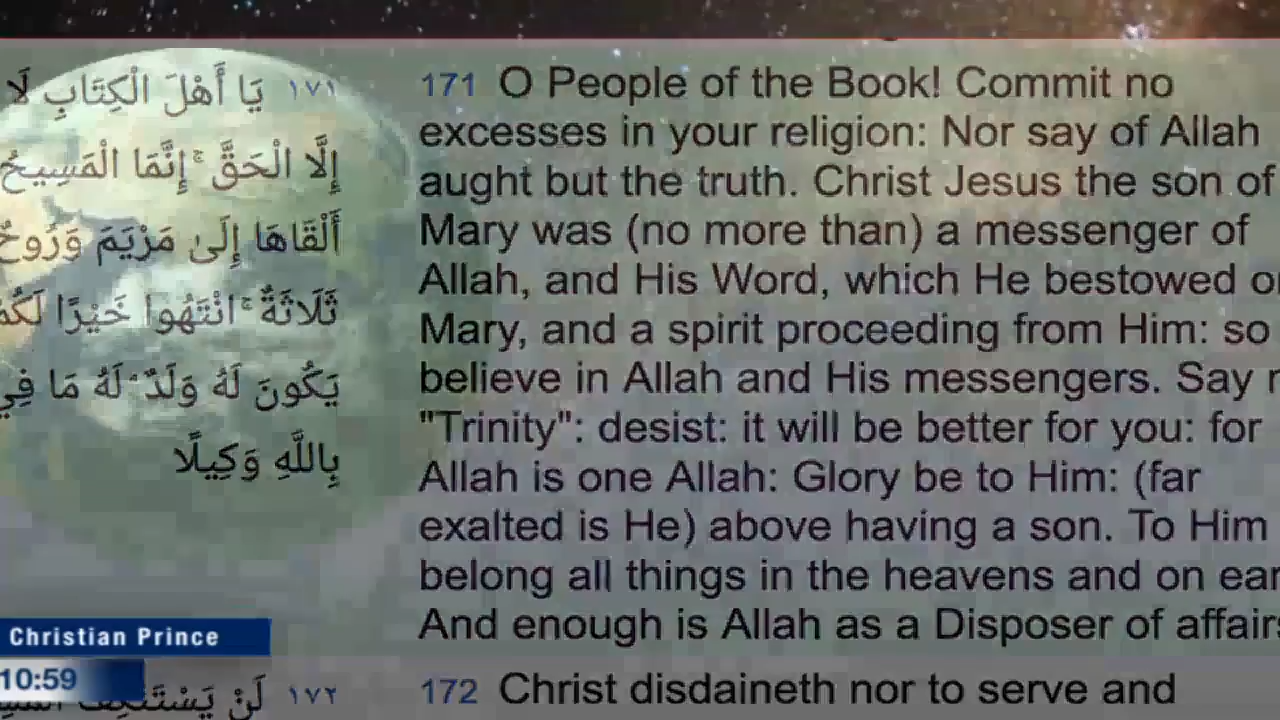 ١٧١ يَا أَهْلَ الْكِتَابِ لَا
إِلَّا الْحَقَّ ۚ إِنَّمَا الْمَسِيحُ
أَلْقَاهَا إِلَىٰ مَرْيَمَ وَرُوحٌ
ثَلَاثَةٌ ۚ انْتَهُوا خَيْرًا
يَكُونَ لَهُ وَلَدٌ ۘ لَهُ مَا فِي
بِاللَّهِ وَكِيلًا
171 O People of the Book! Commit no
excesses in your religion: Nor say of Allah
aught but the truth. Christ Jesus the son of
Mary was (no more than) a messenger of
Allah, and His Word, which He bestowed
Mary, and a spirit proceeding from Him: so
believe in Allah and His messengers. Say
"Trinity": desist: it will be better for you: for
Allah is one Allah: Glory be to Him: (far
exalted is He) above having a son. To Him
belong all things in the heavens and on
And enough is Allah as a Disposer of affairs
Christian Prince
10:59
١٧٢ لَنْ
172 Christ disdaineth nor to serve and